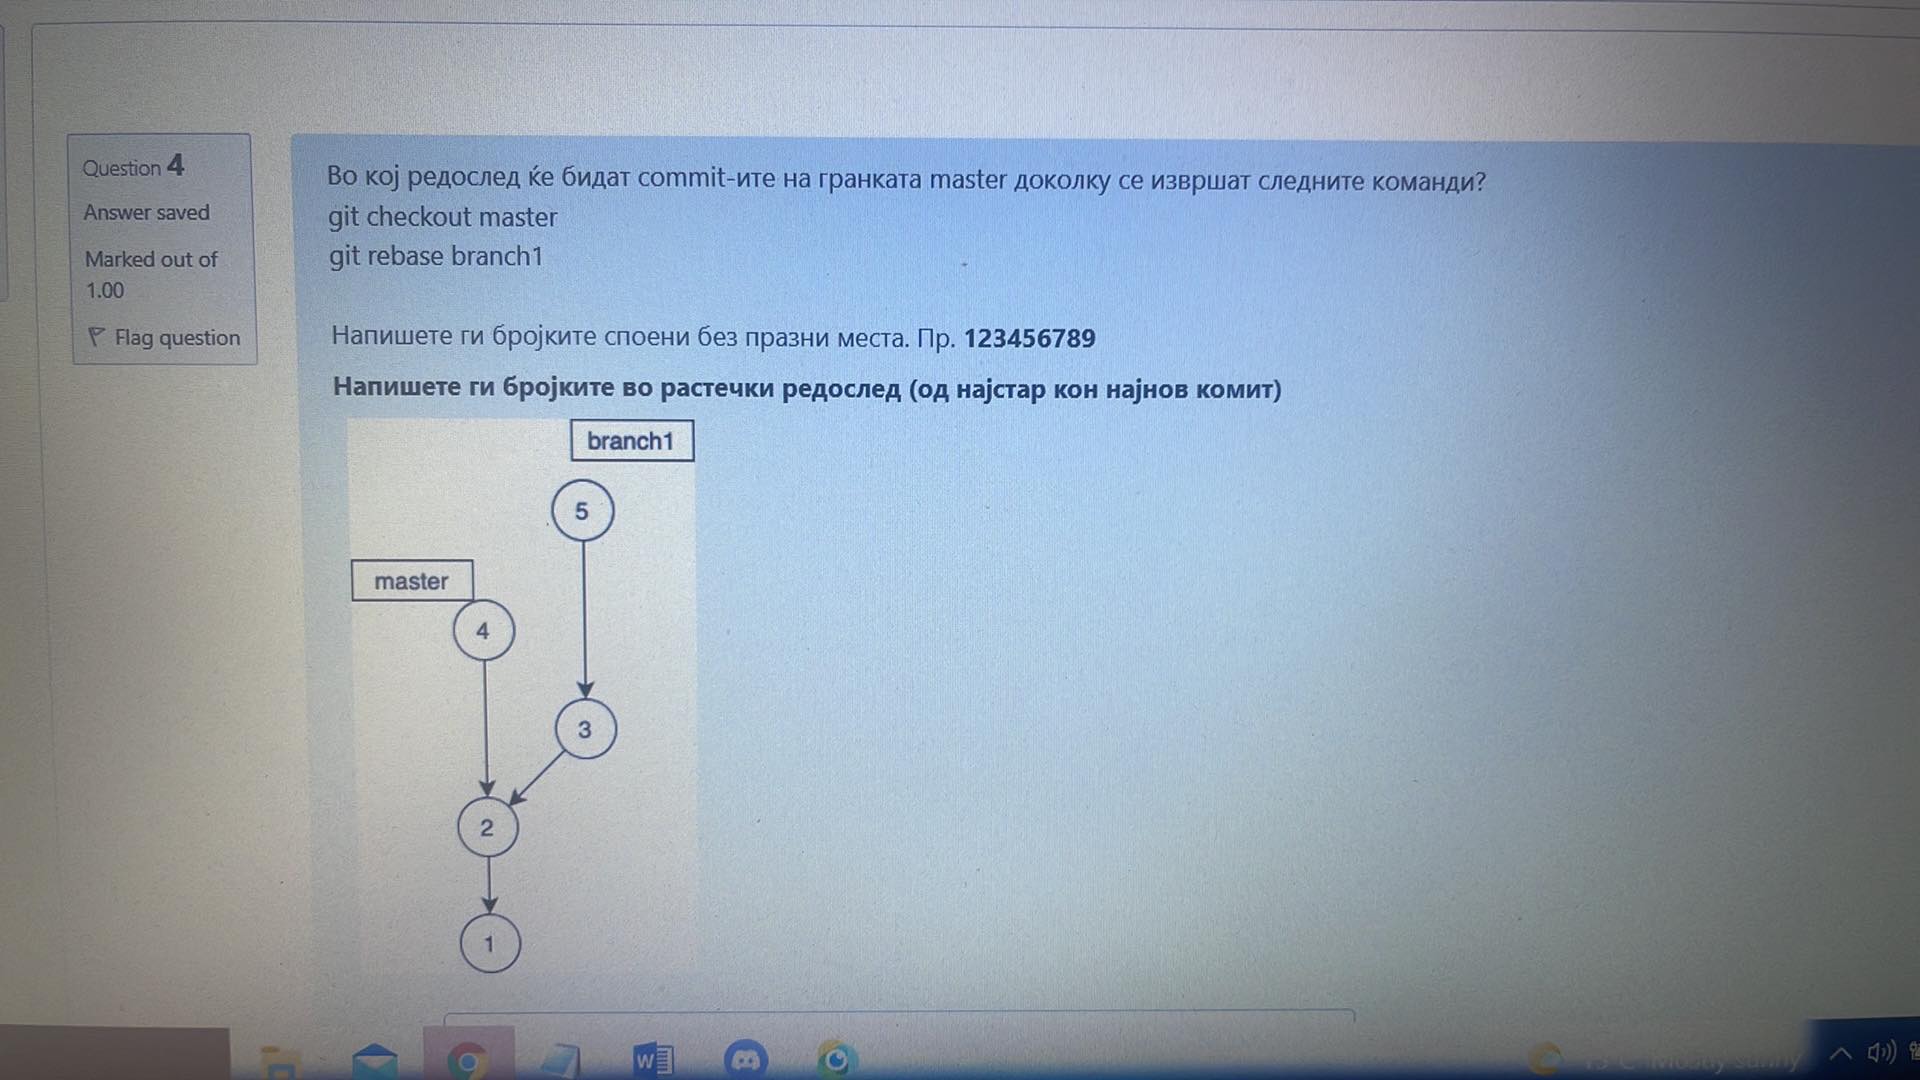 Question 4
Answer saved
Marked out of
1.00
Flag question
Во кој редослед ќе бидат commit-ите на гранката master доколку се извршат следните команди?
git checkout master
git rebase branch1
Напишете ги бројките споени без празни места. Пр. 123456789
Напишете ги бројките во растечки редослед (од најстар кон најнов комит)
branch1
5
master
4
3
2
1
W
Mostly sunny